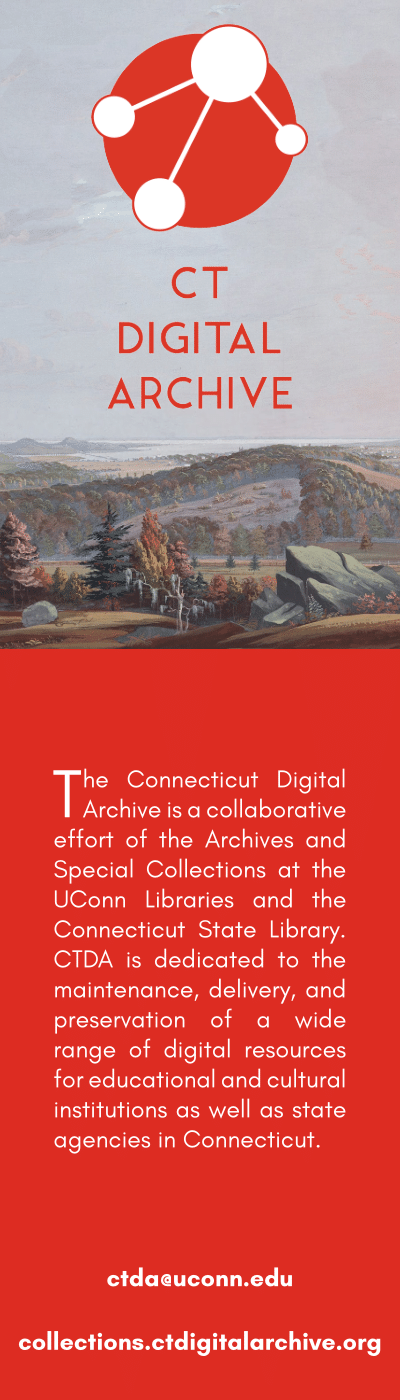 CT
DIGITAL
ARCHIVE
The Connecticut Digital
Archive is a collaborative
effort of the Archives and
Special Collections at the
UConn Libraries and the
Connecticut State Library.
CTDA is dedicated to the
maintenance, delivery, and
preservation of a wide
range of digital resources
for educational and cultural
institutions as well as state
agencies in Connecticut.
ctda@uconn.edu
collections.ctdigitalarchive.org